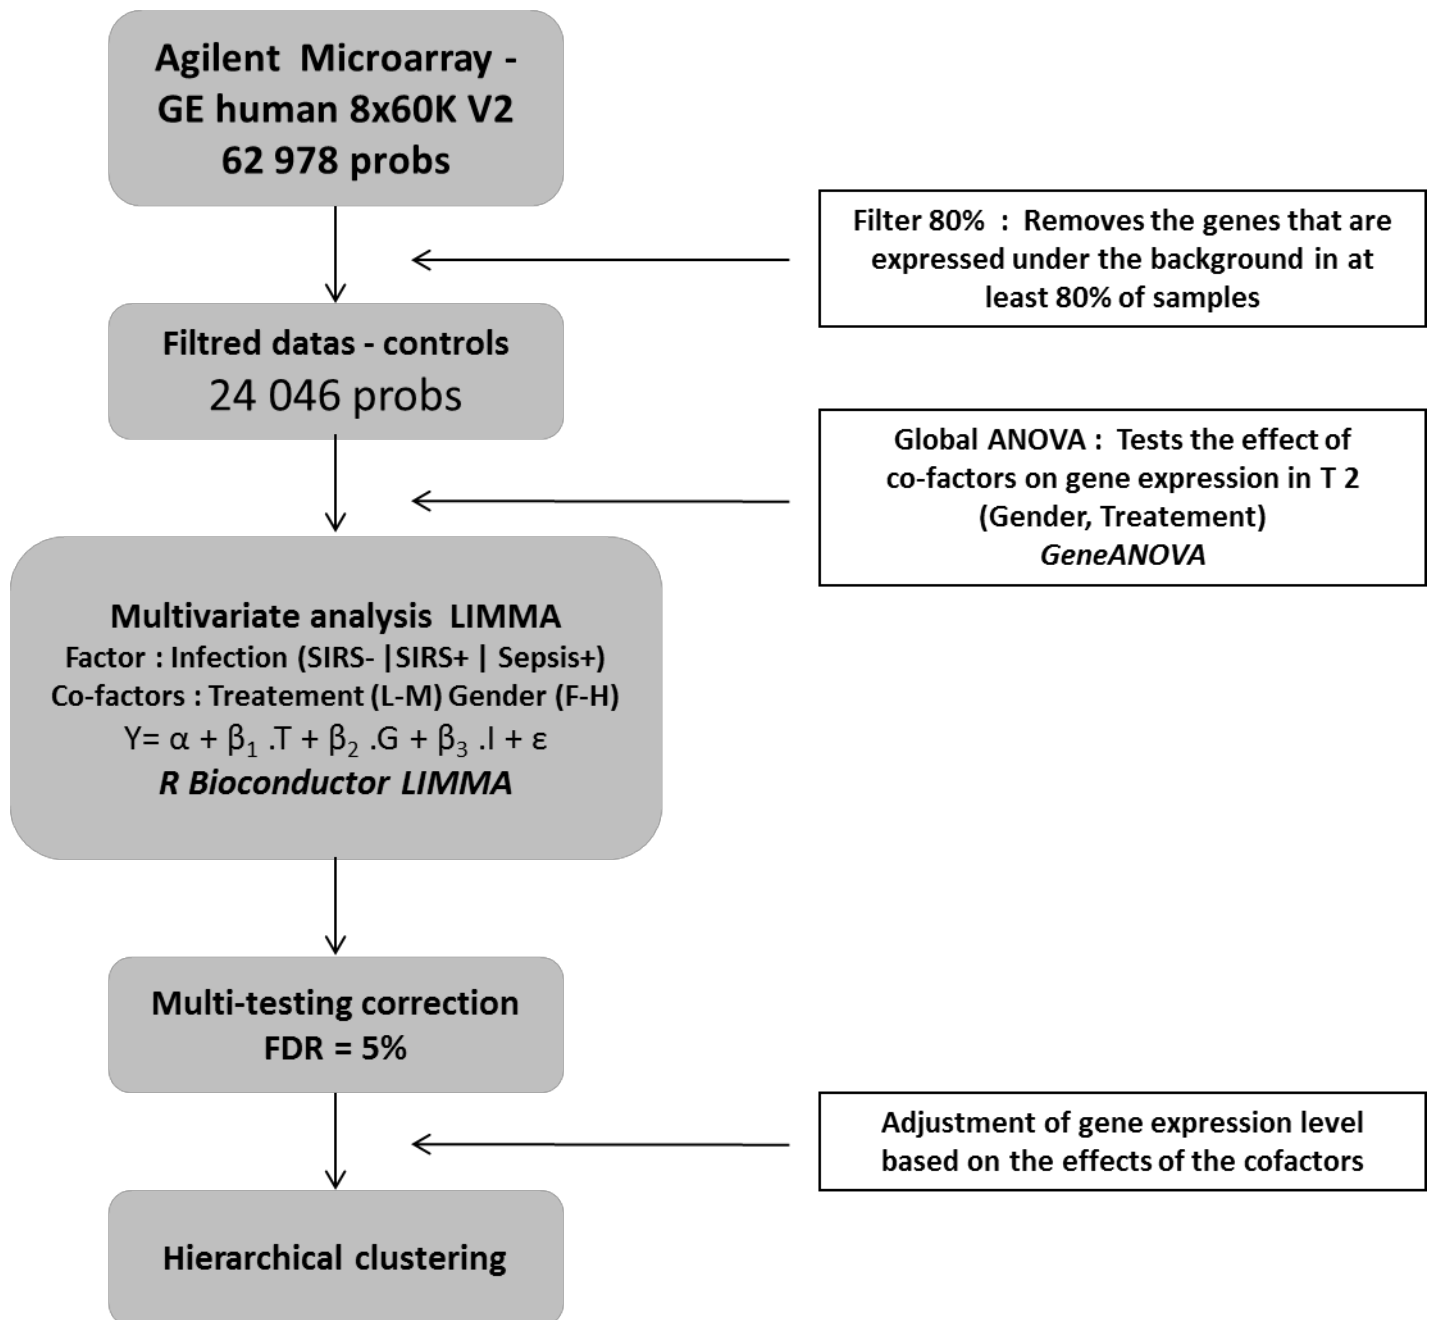 Agilent Microarray -
GE human 8x60K V2
62 978 probs
Filter 80% : Removes the genes that are
expressed under the background in at
least 80% of samples
Filtred datas - controls
24 046 probs
Global ANOVA : Tests the effect of
co-factors on gene expression in T 2
(Gender, Treatement)
GeneANOVA
Multivariate analysis LIMMA
Factor : Infection (SIRS- |SIRS+ | Sepsis+)
Co-factors : Treatement (L-M) Gender (F-H)
Y= α + β₁ .T + β₂ .G + β₃ .I + ε
R Bioconductor LIMMA
Multi-testing correction
FDR = 5%
Adjustment of gene expression level
based on the effects of the cofactors
Hierarchical clustering